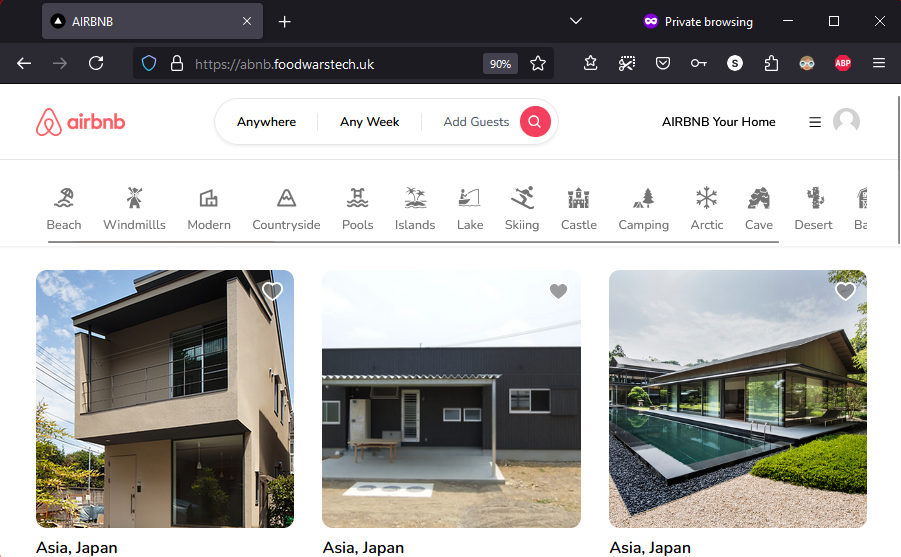 AIRBNB
Private browsing
https://abnb.foodwarstech.uk
90%
S
ABP
airbnb
Anywhere
Any Week
Add Guests
AIRBNB Your Home
Beach
Windmillls
Modern
Countryside
Pools
Islands
Lake
Skiing
Castle
Camping
Arctic
Cave
Desert
Ba
Asia, Japan
Asia, Japan
Asia, Japan